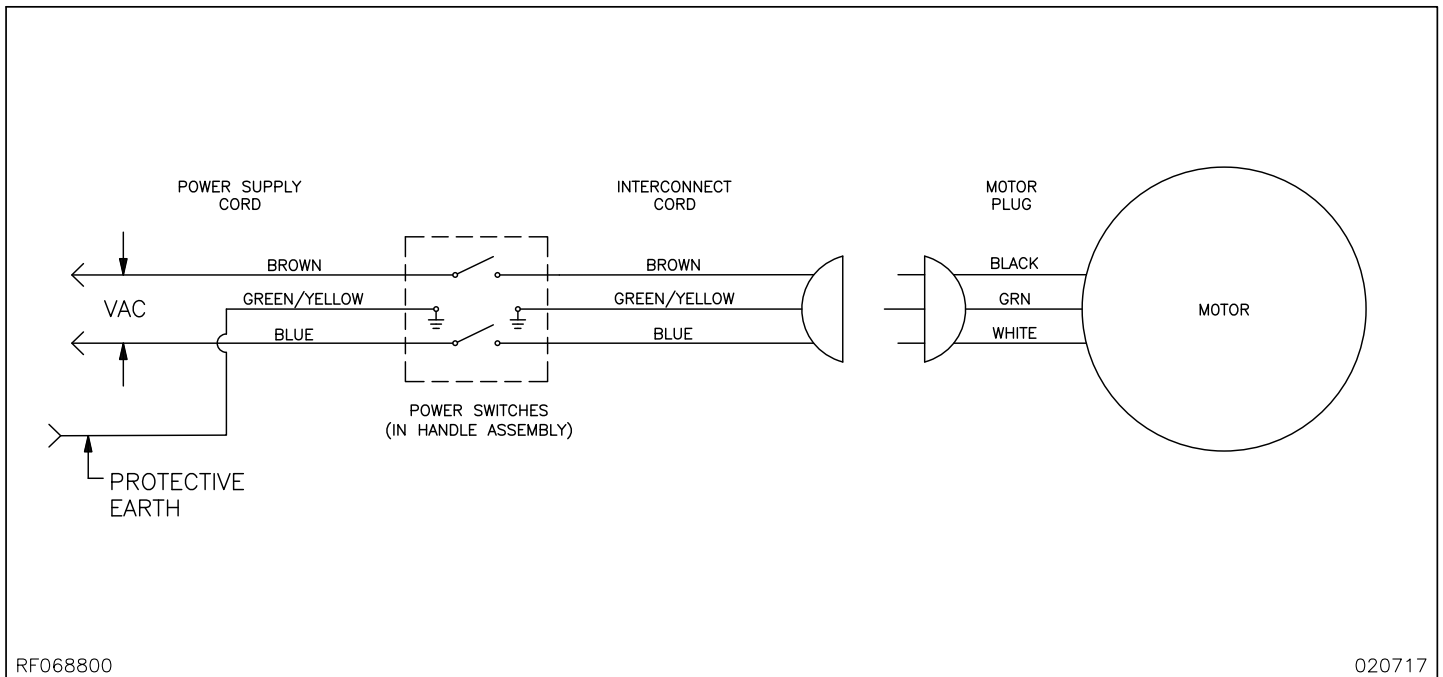 POWER SUPPLY
CORD
INTERCONNECT
CORD
MOTOR
PLUG
BROWN
BROWN
BLACK
VAC
GREEN/YELLOW
GREEN/YELLOW
GRN
MOTOR
BLUE
BLUE
WHITE
POWER SWITCHES
(IN HANDLE ASSEMBLY)
PROTECTIVE
EARTH
RF068800
020717